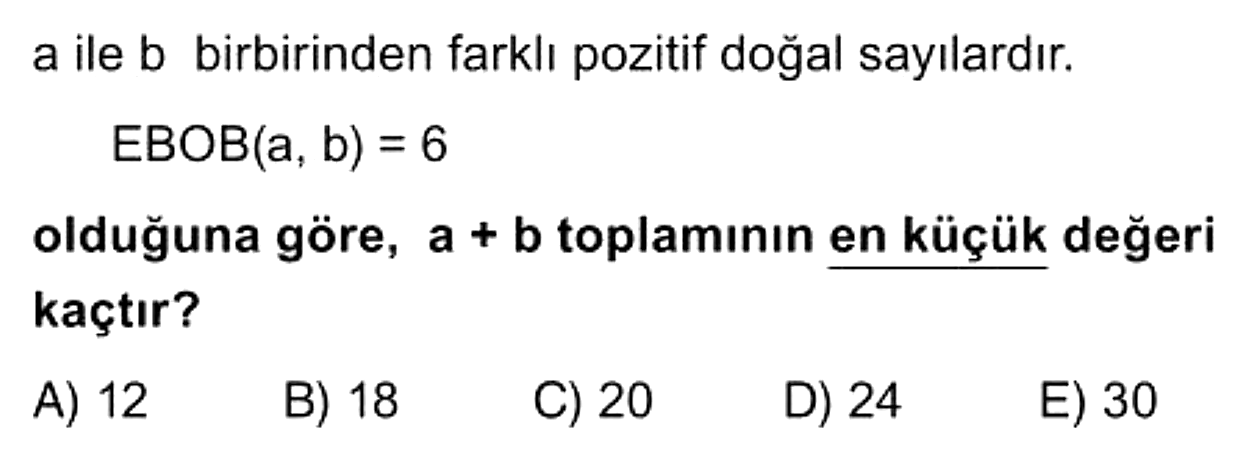 a ile b birbirinden farklı pozitif doğal sayılardır.
EBOB(a, b) = 6
olduğuna göre, a + b toplamının en küçük değeri
kaçtır?
A) 12 B) 18 C) 20 D) 24 E) 30